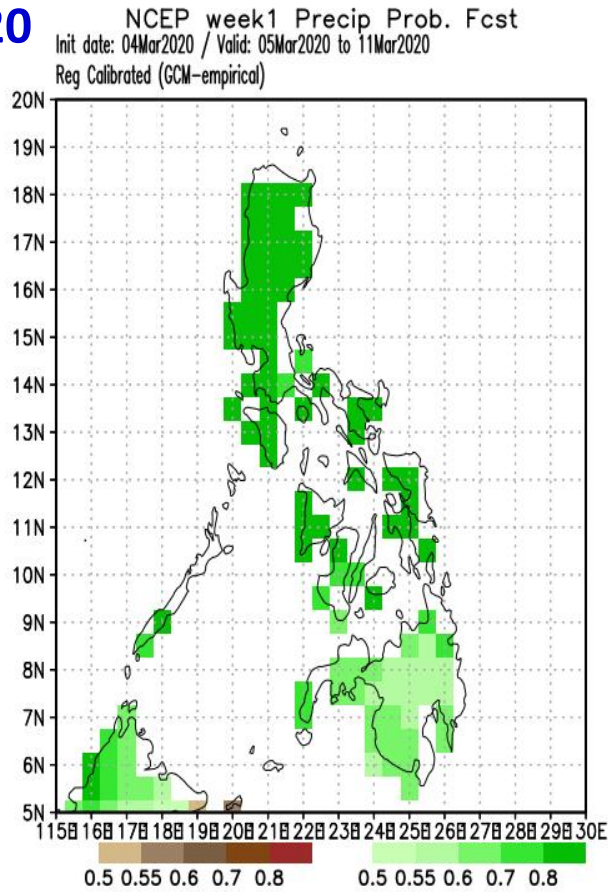 20
NCEP week1 Precip Prob. Fcst
Init date: 04Mar2020 / Valid: 05Mar2020 to 11Mar2020
Reg Calibrated (GCM-empirical)
20N
19N
18N
17N
16N
15N
14N
13N
12N
11N
10N
9N
8N
7N
6N
5N
115E 116E 117E 118E 119E 120E 121E 122E 123E 124E 125E 126E 127E 128E 129E 130E
0.5 0.55 0.6 0.7 0.8 0.5 0.55 0.6 0.7 0.8